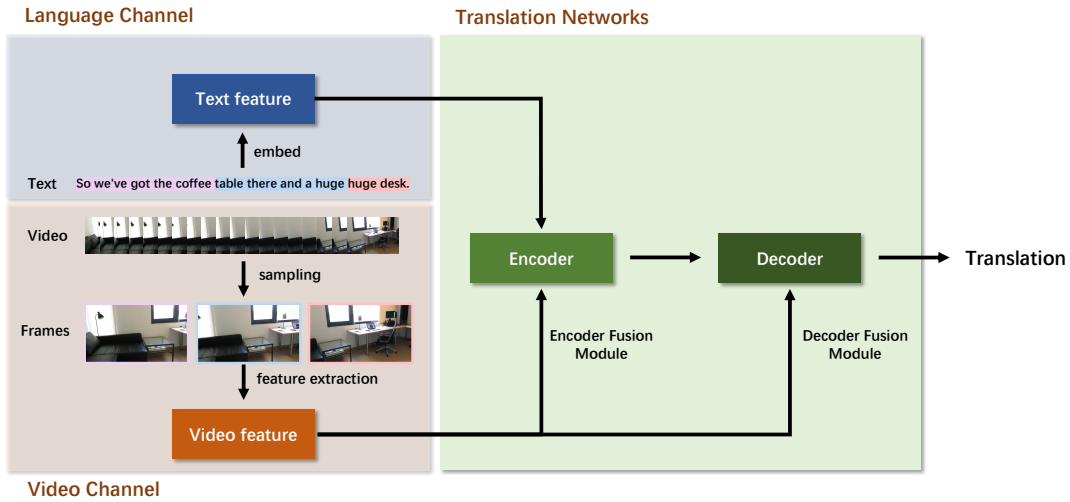 Language Channel
Translation Networks
Text feature
embed
Text
So we've got the coffee table there and a huge huge desk.
Video
sampling
Encoder
Decoder
Translation
Frames
Encoder Fusion
Module
Decoder Fusion
Module
feature extraction
Video feature
Video Channel